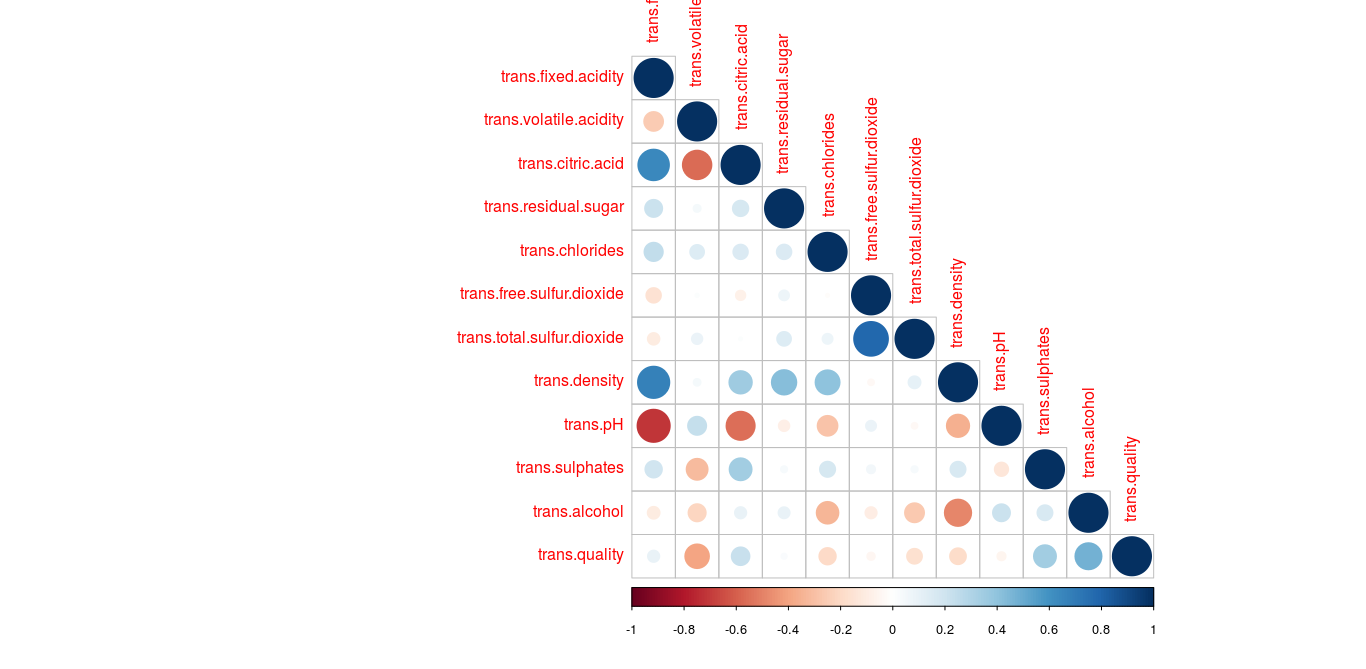 trans.f
trans.volatile
trans.citric.acid
trans.residual.sugar
trans.chlorides
trans.free.sulfur.dioxide
trans.total.sulfur.dioxide
trans.density
trans.pH
trans.sulphates
trans.alcohol
trans.quality
trans.fixed.acidity
trans.volatile.acidity
trans.citric.acid
trans.residual.sugar
trans.chlorides
trans.free.sulfur.dioxide
trans.total.sulfur.dioxide
trans.density
trans.pH
trans.sulphates
trans.alcohol
trans.quality
-1 -0.8 -0.6 -0.4 -0.2 0 0.2 0.4 0.6 0.8 1